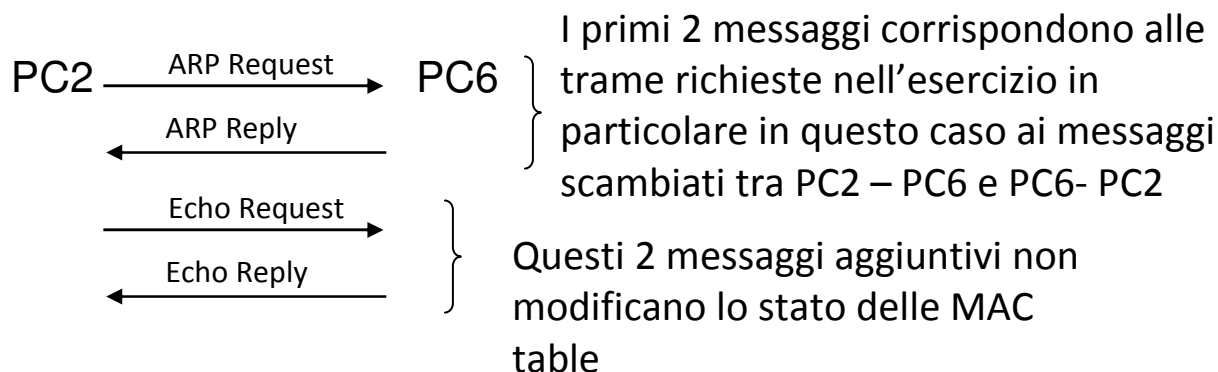 I primi 2 messaggi corrispondono alle
PC2 ARP Request PC6 trame richieste nell'esercizio in
ARP Reply particolare in questo caso ai messaggi
scambiati tra PC2 – PC6 e PC6- PC2
Echo Request
Echo Reply
Questi 2 messaggi aggiuntivi non
modificano lo stato delle MAC
table